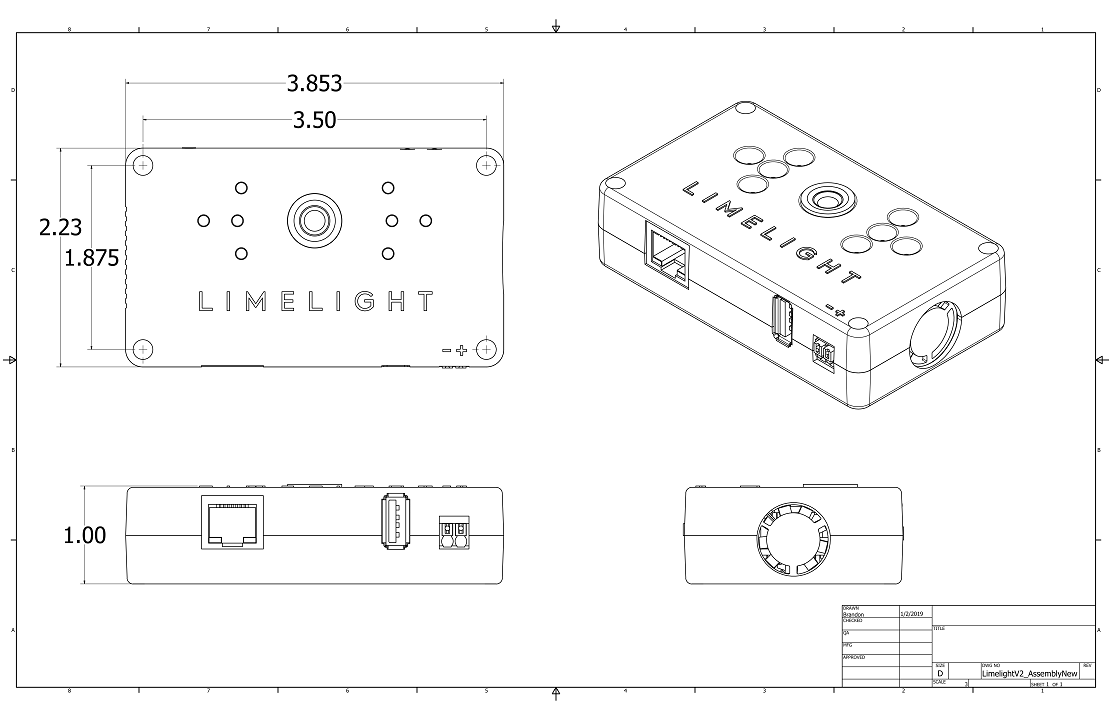 8 7 6 5 4 3 2 1
D D
3.853
3.50
2.23
1.875
LIMELIGHT
- +
LIMELIGHT
- +
C C
B B
1.00
A A
DRAWN
Brandon 1/2/2019
CHECKED
QA
MFG
APPROVED
TITLE
SIZE
D
DWG NO
LimelightV2_AssemblyNew
REV
SCALE
SHEET 1 OF 1
8 7 6 5 4 3 2 1